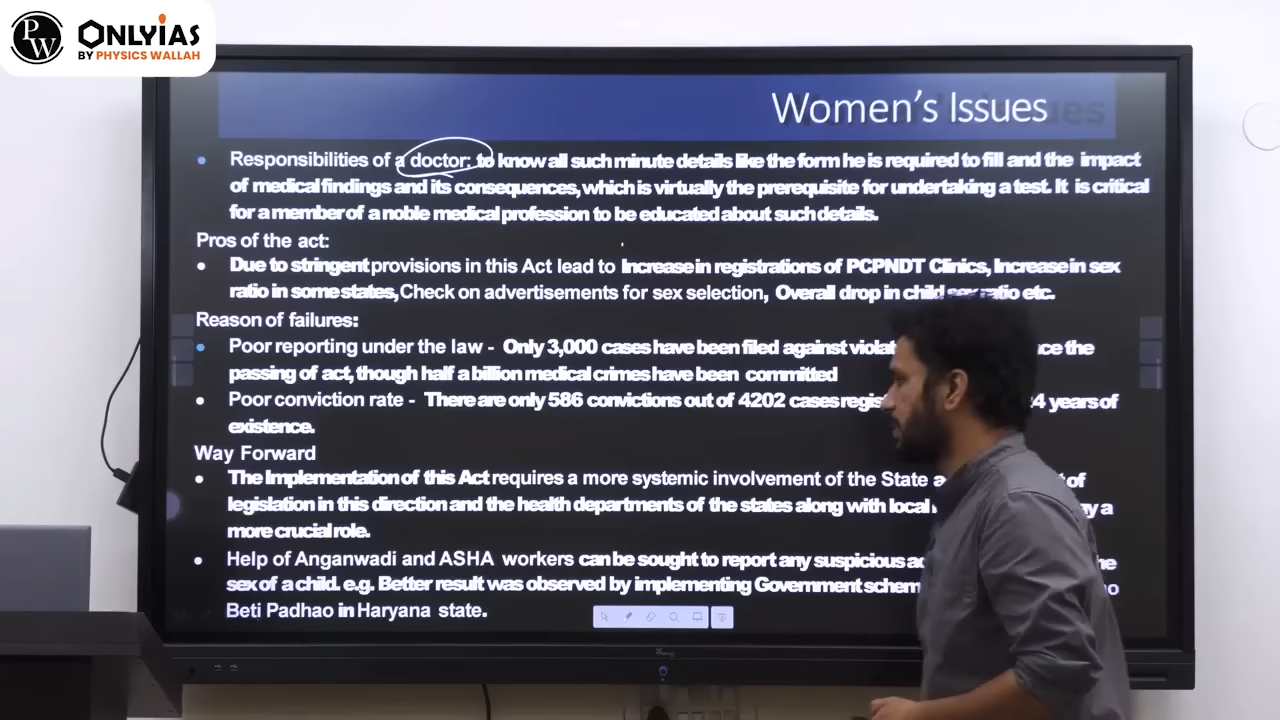 PW
ONLYIAS
BY PHYSICS WALLAH
Women's Issues
Responsibilities of a doctor: to know all such minute details like the form he is required to fill and the impact
of medical findings and its consequences, which is virtually the prerequisite for undertaking a test. It is critical
for a member of a noble medical profession to be educated about such details.
Pros of the act:
Due to stringent provisions in this Act lead to Increase in registrations of PCPNDT Clinics, Increase in sex
ratio in some states, Check on advertisements for sex selection, Overall drop in child sex ratio etc.
Reason of failures:
Poor reporting under the law - Only 3,000 cases have been filed against the
passing of act, though half a billion medical crimes have been committed
Poor conviction rate - There are only 586 convictions out of 4202 cases years of
existence.
Way Forward
The Implementation of this Act requires a more systemic involvement of the State of
legislation in this direction and the health departments of the states along with local a
more crucial role.
Help of Anganwadi and ASHA workers can be sought to report any suspicious the
sex of a child. e.g. Better result was observed by implementing Government
Beti Padhao in Haryana state.